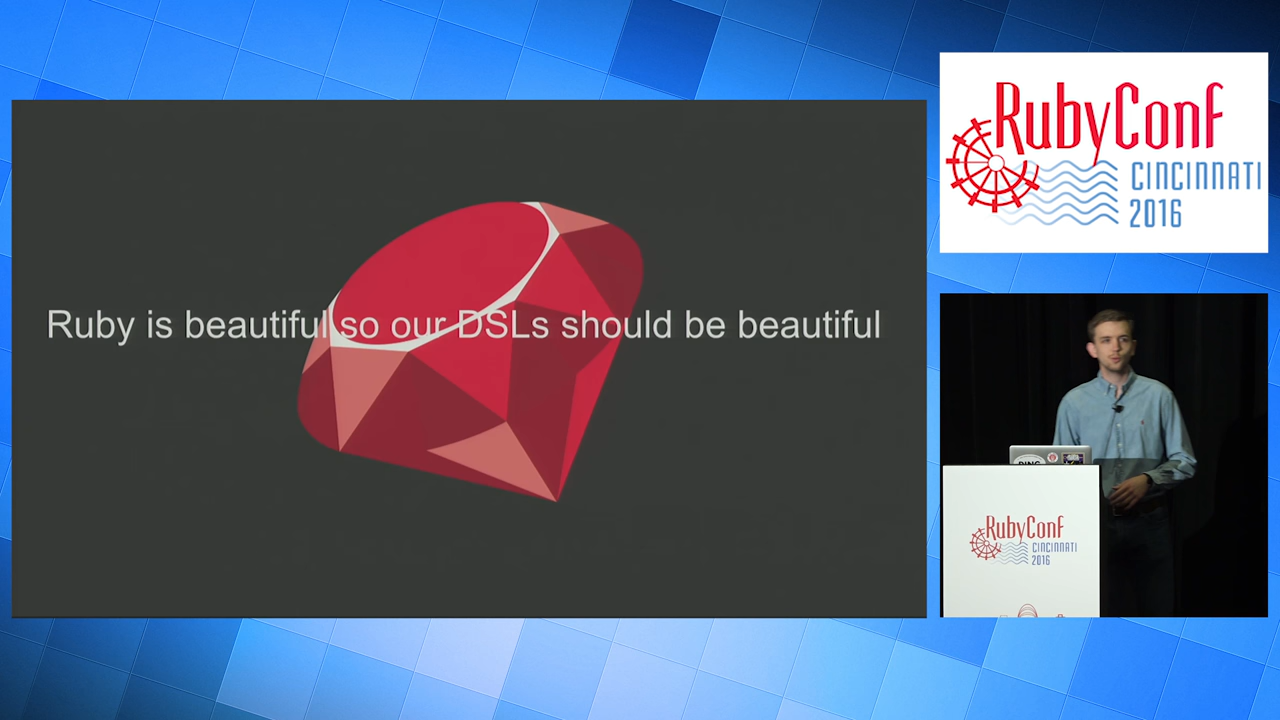 Ruby is beautiful so our DSLs should be beautiful
RubyConf
CINCINNATI
2016
RubyConf
CINCINNATI
2016